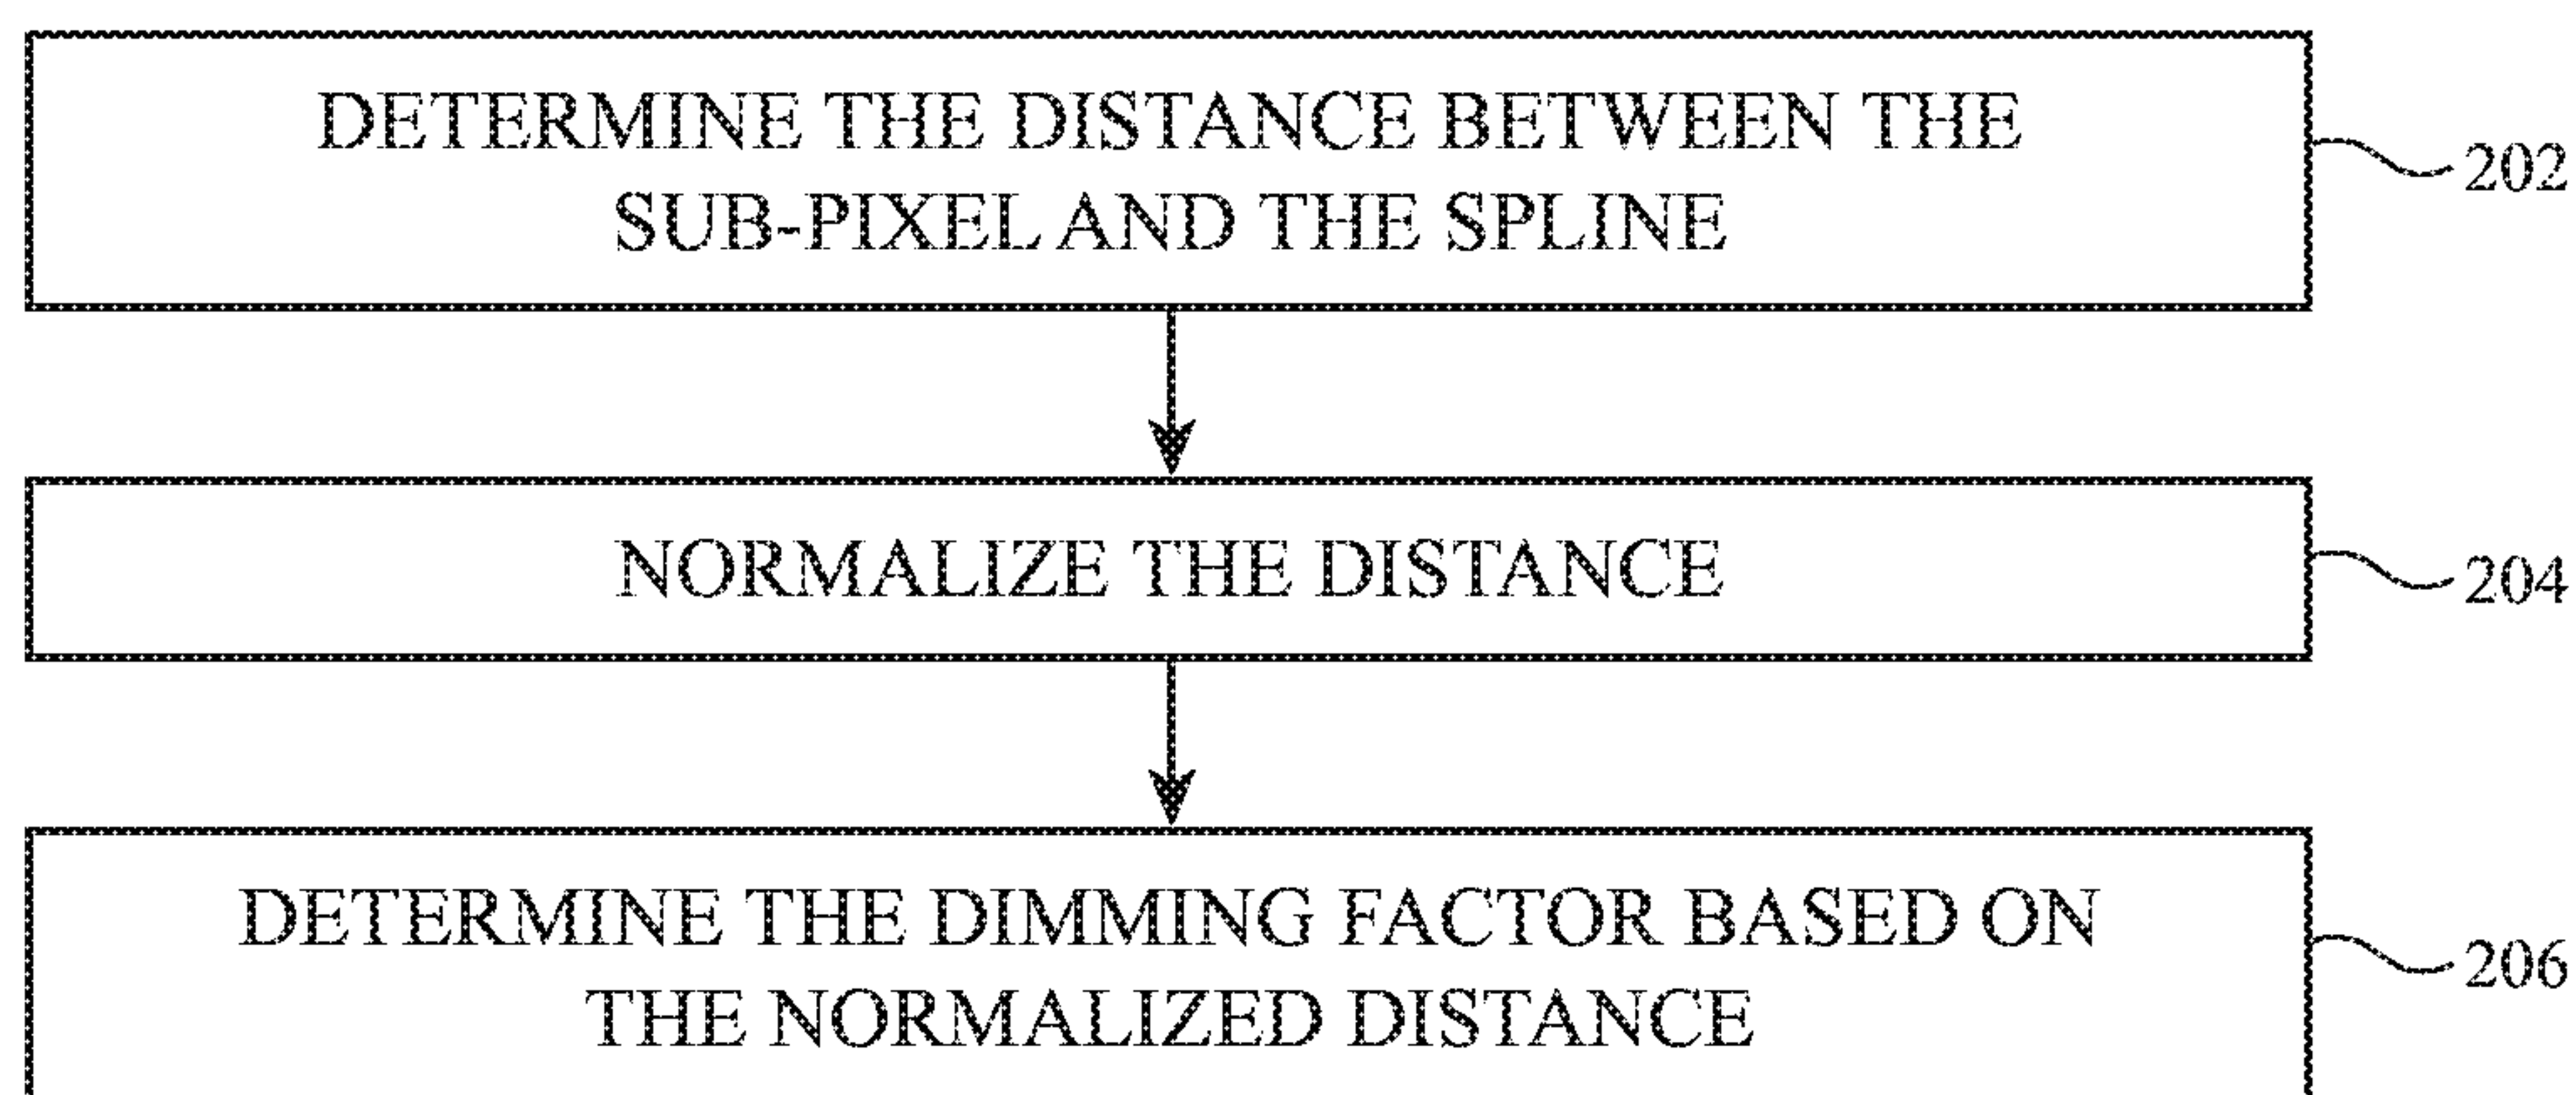 DETERMINE THE DISTANCE BETWEEN THE
SUB-PIXEL AND THE SPLINE
202
NORMALIZE THE DISTANCE
204
DETERMINE THE DIMMING FACTOR BASED ON
THE NORMALIZED DISTANCE
206